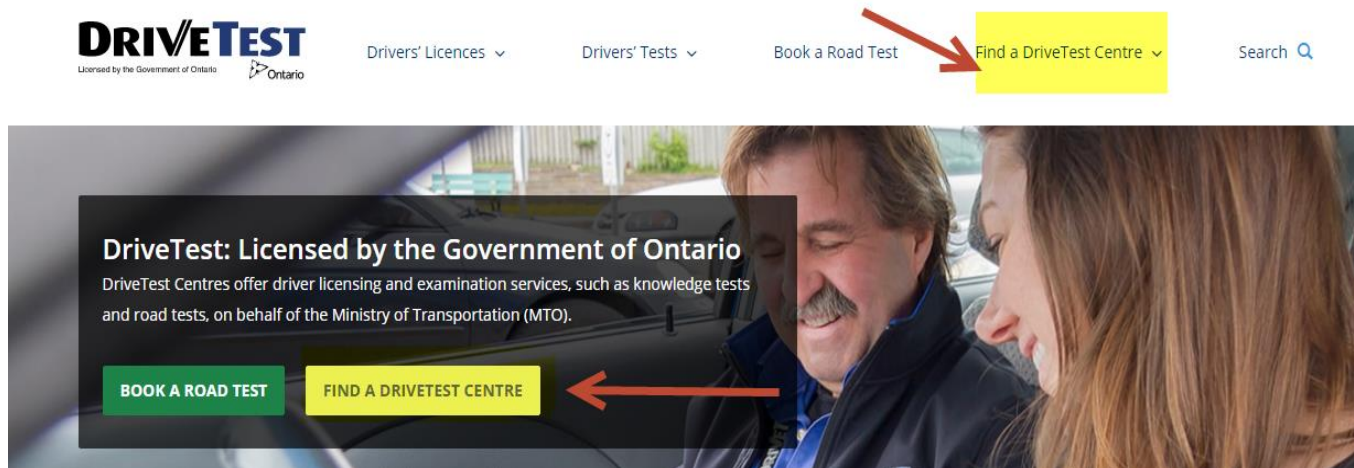 DRIVETEST
Licensed by the Government of Ontario
Ontario
Drivers' Licences
Drivers' Tests
Book a Road Test
Find a DriveTest Centre
Search
DriveTest: Licensed by the Government of Ontario
DriveTest Centres offer driver licensing and examination services, such as knowledge tests
and road tests, on behalf of the Ministry of Transportation (MTO).
BOOK A ROAD TEST
FIND A DRIVETEST CENTRE